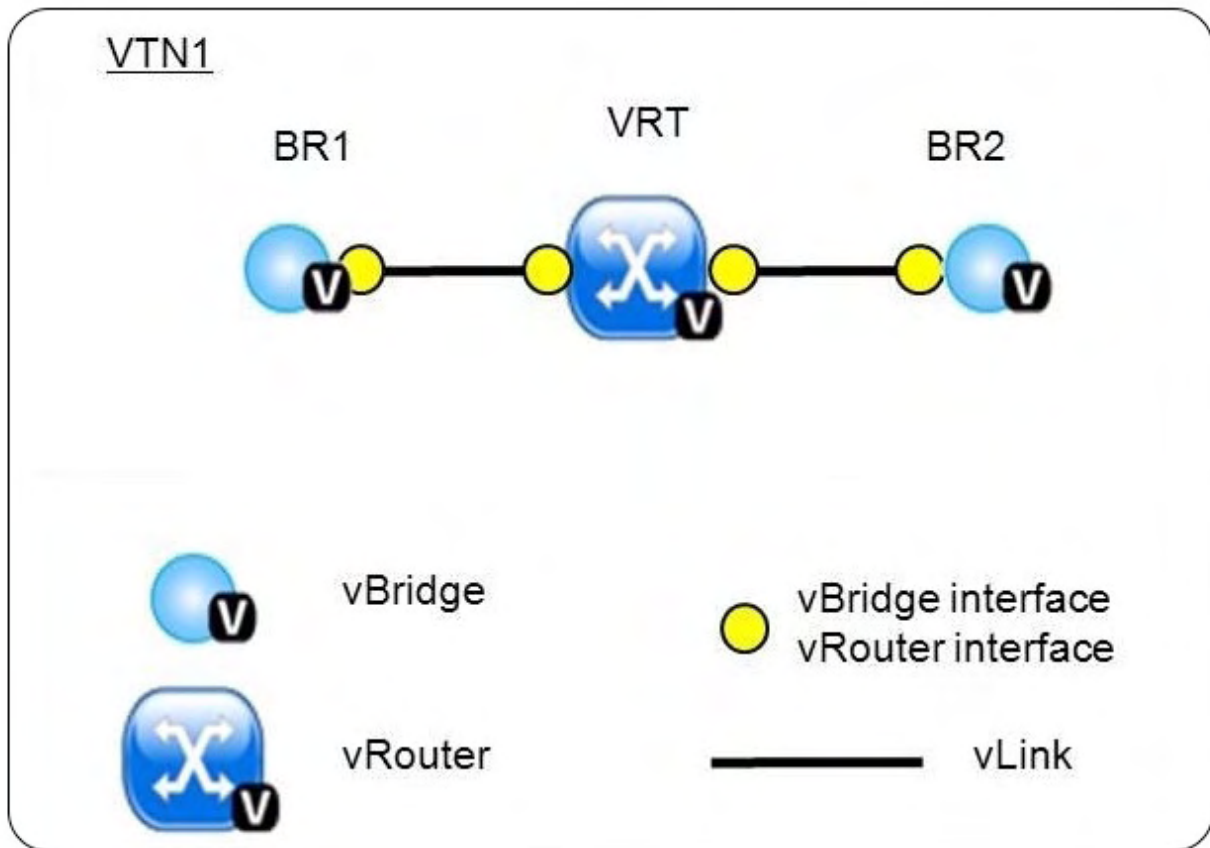 VTN1
BR1
VRT
BR2
V
V
V
vBridge
V
vBridge interface
vRouter interface
vRouter
V
vLink